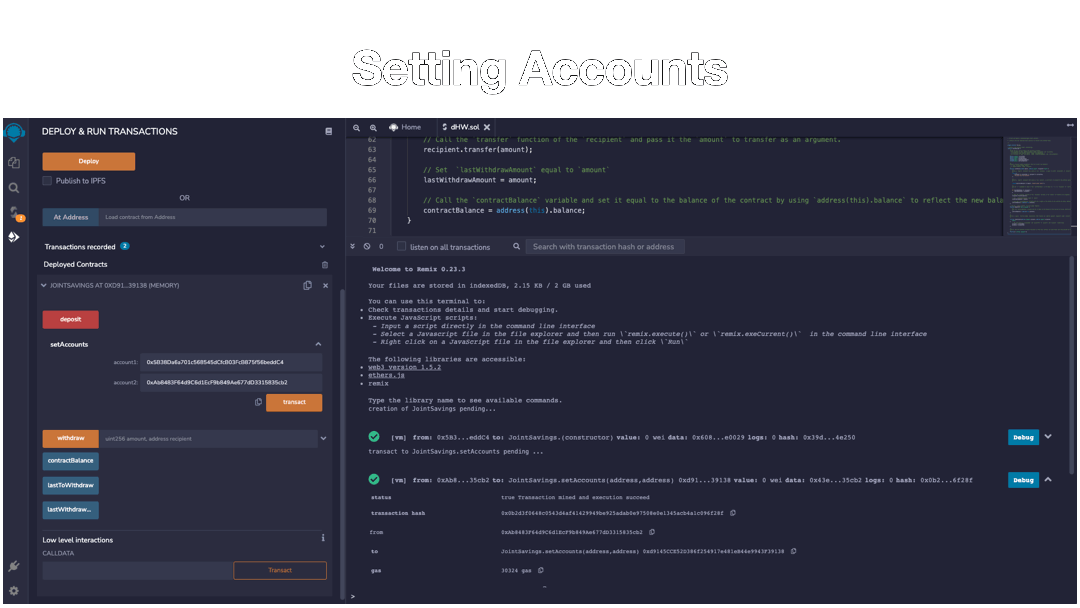 Setting Accounts
DEPLOY & RUN TRANSACTIONS
Deploy
Publish to IPFS
OR
At Address
Load contract from Address
Transactions recorded 2
Deployed Contracts
JOINTSAVINGS AT 0XD91...39138 (MEMORY)
deposit
setAccounts
account1: 0x5B38Da6a701c568545dCfcB03FcB875f56beddC4
account2: 0xAb8483F64d9C6d1EcF9b849Ae677dD3315835cb2
transact
withdraw
uint256 amount, address recipient
contractBalance
lastToWithdraw
lastWithdraw...
Low level interactions
i
CALLDATA
Transact
Home
dHW.sol
62 // Call the `transfer` function of the `recipient` and pass it the `amount` to transfer as an argument.
63 recipient.transfer(amount);
64
65 // Set `lastWithdrawAmount` equal to `amount`
66 lastWithdrawAmount = amount;
67
68 // Call the `contractBalance` variable and set it equal to the balance of the contract by using `address(this).balance` to reflect the new bala
69 contractBalance = address(this).balance;
70 }
71
0
listen on all transactions
Search with transaction hash or address
Welcome to Remix 0.23.3
Your files are stored in indexedDB, 2.15 KB / 2 GB used
You can use this terminal to:
• Check transactions details and start debugging.
• Execute JavaScript scripts:
- Input a script directly in the command line interface
- Select a Javascript file in the file explorer and then run \`remix.execute()\` or \`remix.exeCurrent()\` in the command line interface
- Right click on a JavaScript file in the file explorer and then click \`Run\`
The following libraries are accessible:
• web3 version 1.5.2
• ethers.js
• remix
Type the library name to see available commands.
creation of JointSavings pending...
[vm] from: 0x5B3...eddC4 to: JointSavings.(constructor) value: 0 wei data: 0x608...e0029 logs: 0 hash: 0x39d...4e250
Debug
transact to JointSavings.setAccounts pending ...
[vm] from: 0xAb8...35cb2 to: JointSavings.setAccounts(address,address) 0xd91...39138 value: 0 wei data: 0x43e...35cb2 logs: 0 hash: 0x0b2...6f28f
Debug
status true Transaction mined and execution succeed
transaction hash
from 0xAb8483F64d9C6d1EcF9b849Ae677dD3315835cb2
to JointSavings.setAccounts(address,address) 0xd9145CCE52D386f254917e481eB44e9943F39138
gas 30324 gas
>